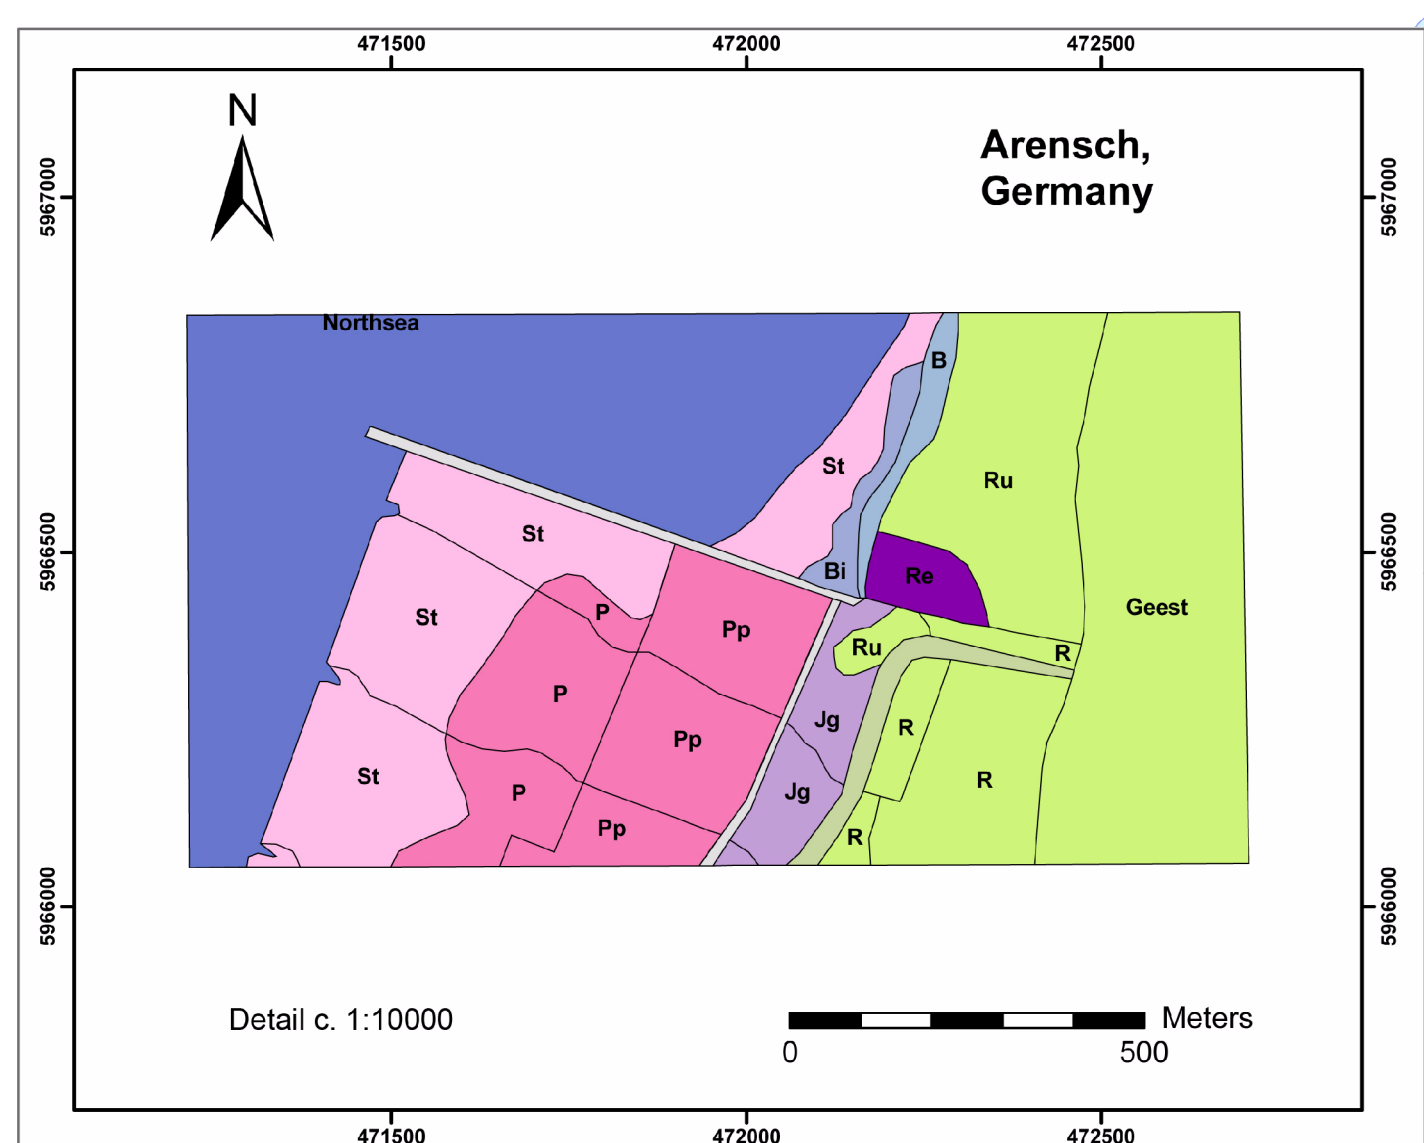 471500 472000 472500
N
Arensch,
Germany
5967000 5967000
Northsea
B
St
Ru
St
5966500 5966500
Bi
Re
Geest
P
St
Pp
Ru
R
P
Jg
R
Pp
St
R
P
Jg
Pp
R
5966000 5966000
Detail c. 1:10000
Meters
0 500
471500 472000 472500